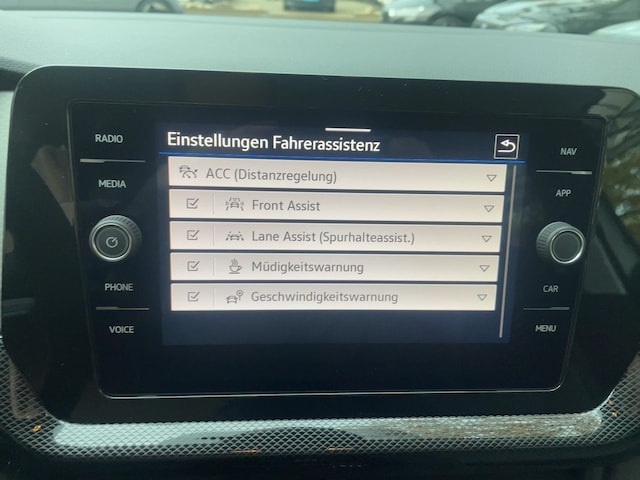 Einstellungen Fahrerassistenz
ACC (Distanzregelung)
Front Assist
Lane Assist (Spurhalteassist.)
Müdigkeitswarnung
Geschwindigkeitswarnung
RADIO
MEDIA
PHONE
VOICE
NAV
APP
CAR
MENU